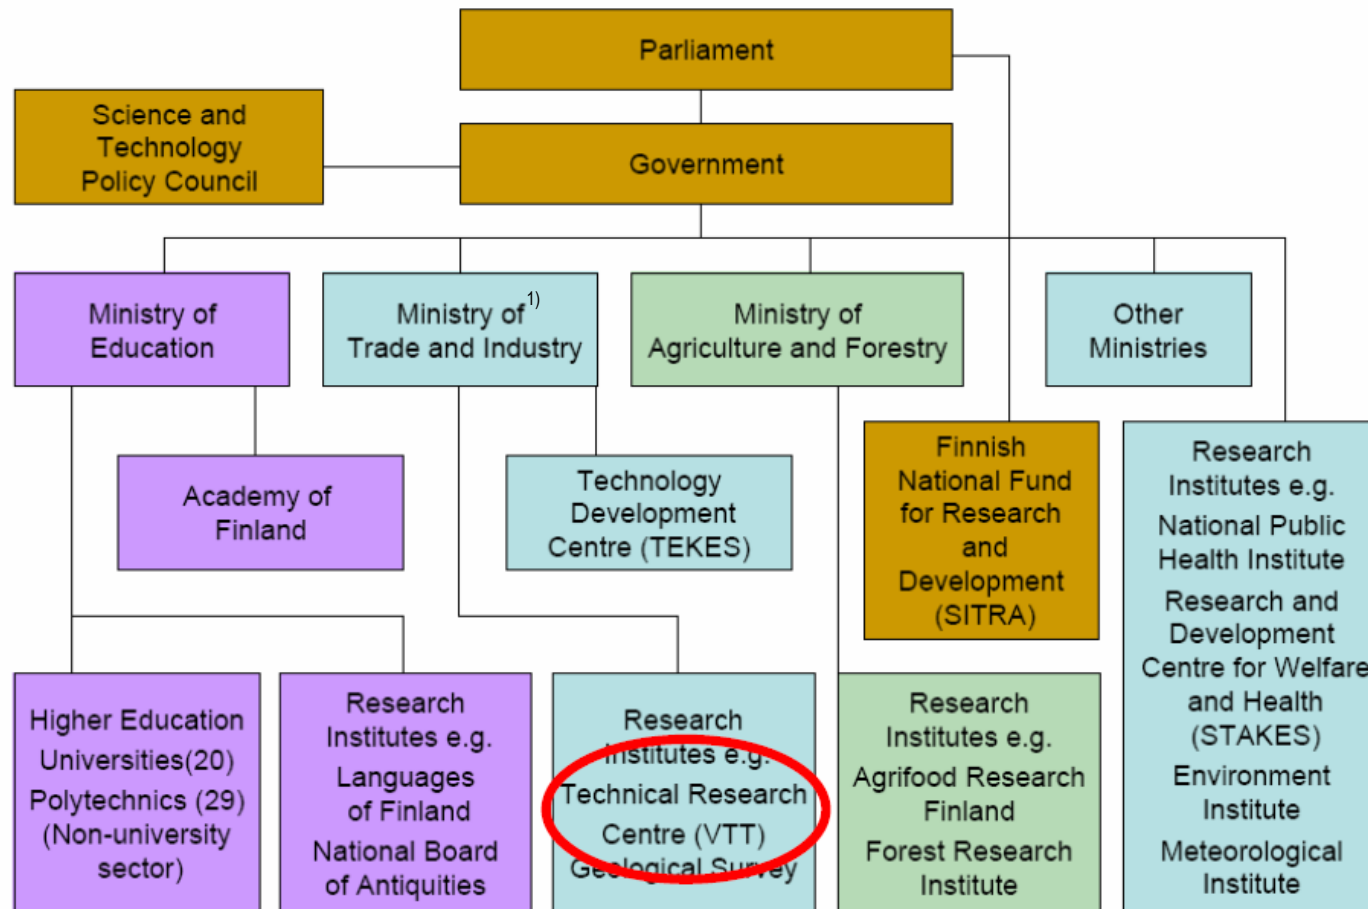 Parliament
Science and
Technology
Policy Council
Government
Ministry of
Education
Ministry of 1)
Trade and Industry
Ministry of
Agriculture and Forestry
Other
Ministries
Academy of
Finland
Technology
Development
Centre (TEKES)
Finnish
National Fund
for Research
and
Development
(SITRA)
Research
Institutes e.g.
National Public
Health Institute
Research and
Development
Centre for Welfare
and Health
(STAKES)
Environment
Institute
Meteorological
Institute
Higher Education
Universities(20)
Polytechnics (29)
(Non-university
sector)
Research
Institutes e.g.
Languages
of Finland
National Board
of Antiquities
Research
Institutes e.g.
Technical Research
Centre (VTT)
Geological Survey
Research
Institutes e.g.
Agrifood Research
Finland
Forest Research
Institute